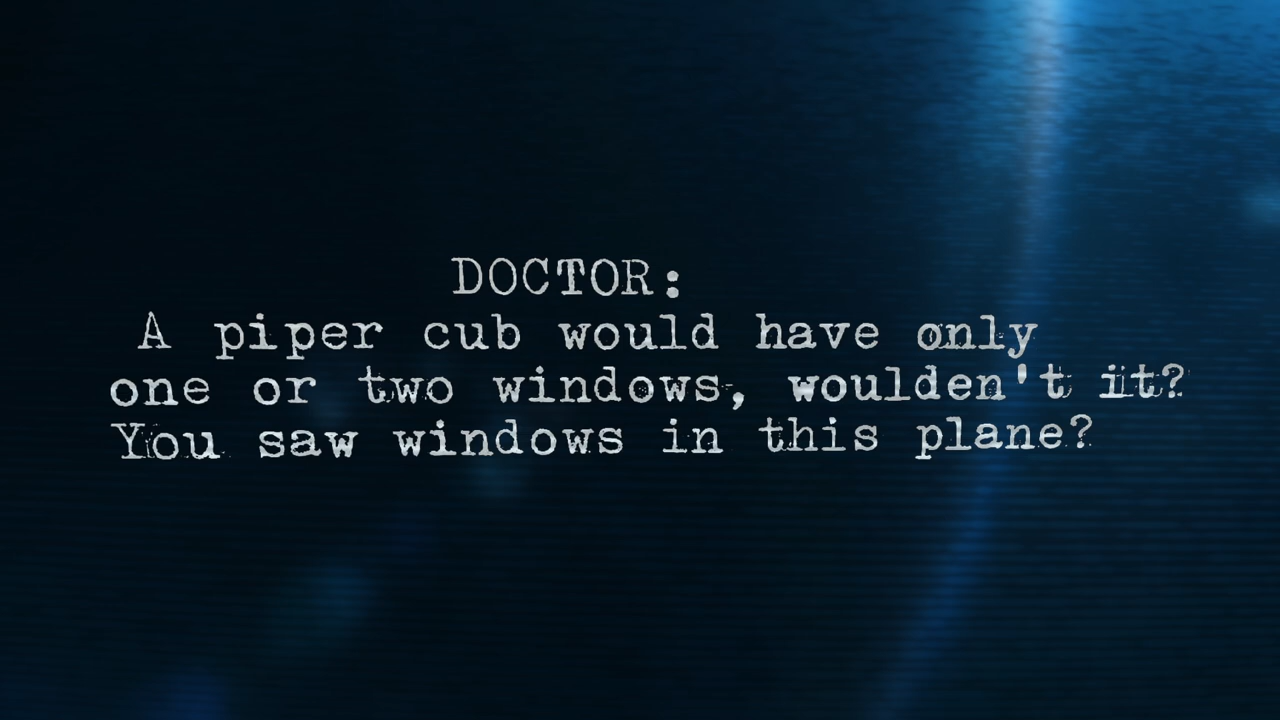 DOCTOR:
A piper cub would have only
one or two windows, woulden't it?
You saw windows in this plane?